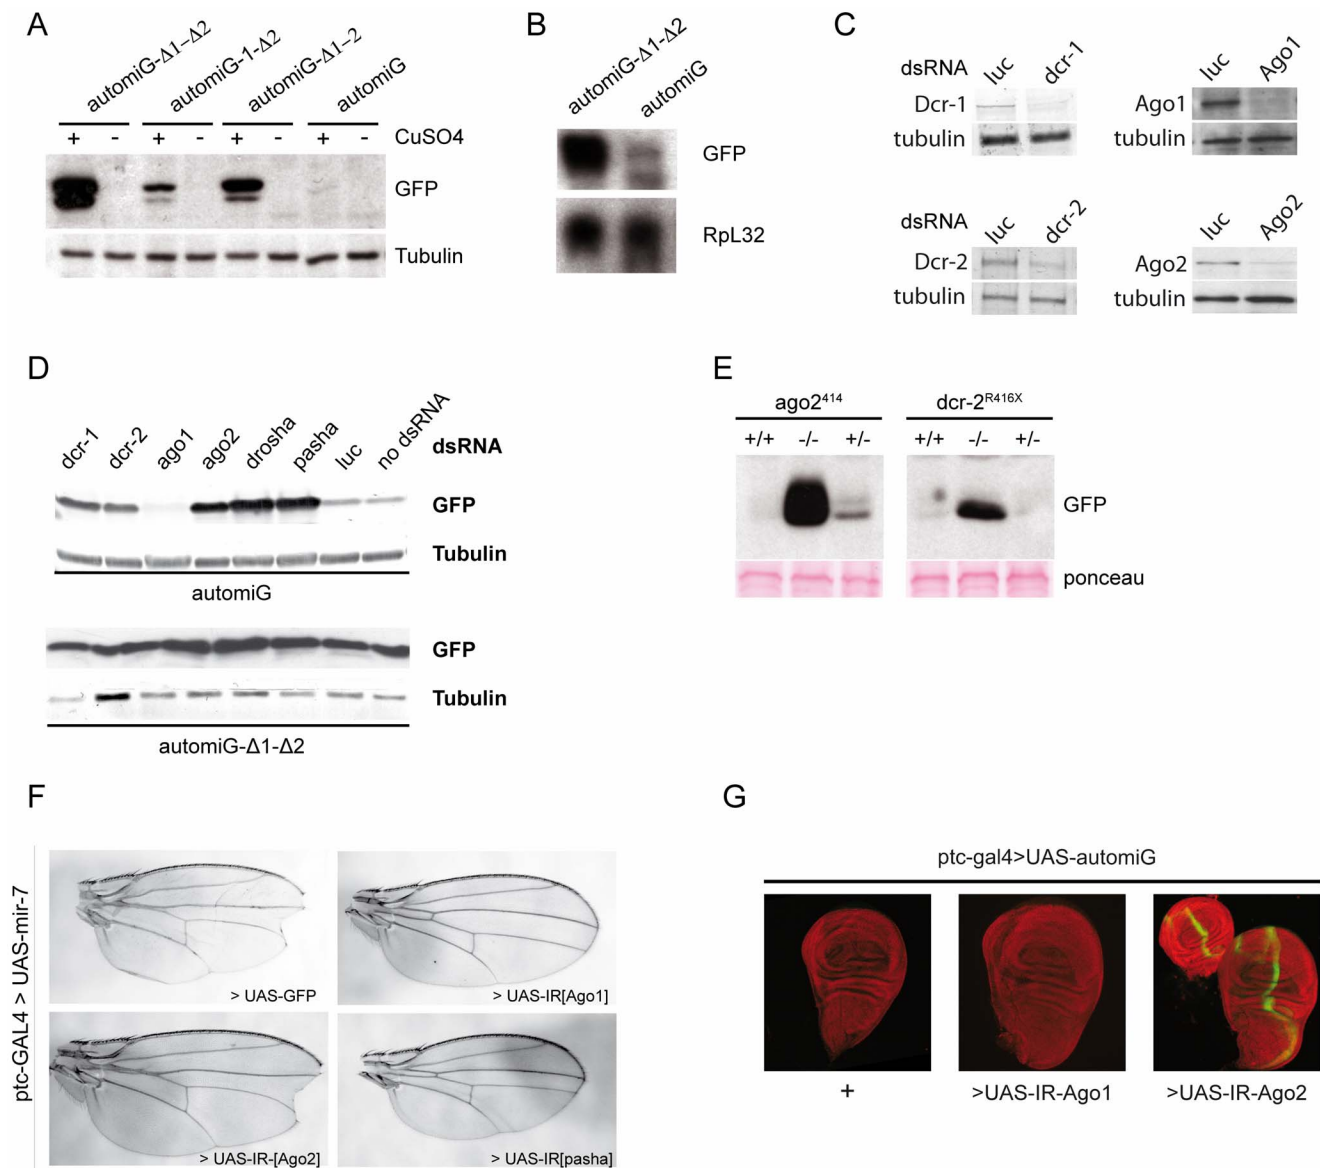 A
automiG-Δ1–Δ2
automiG-1-Δ2
automiG-Δ1–2
automiG
+ - + - + - + - CuSO4
GFP
Tubulin
B
automiG-Δ1-Δ2
automiG
GFP
RpL32
C
dsRNA luc dcr-1
Dcr-1
tubulin
luc Ago1
Ago1
tubulin
dsRNA luc dcr-2
Dcr-2
tubulin
luc Ago2
Ago2
tubulin
D
dcr-1 dcr-2 ago1 ago2 drosha pasha luc no dsRNA dsRNA
GFP
Tubulin
automiG
GFP
Tubulin
automiG-Δ1-Δ2
E
ago2414 dcr-2R416X
+/+ -/- +/- +/+ -/- +/-
GFP
ponceau
F
ptc-GAL4 > UAS-mir-7
> UAS-GFP
> UAS-IR[Ago1]
> UAS-IR-[Ago2]
> UAS-IR[pasha]
G
ptc-gal4>UAS-automiG
+ >UAS-IR-Ago1 >UAS-IR-Ago2